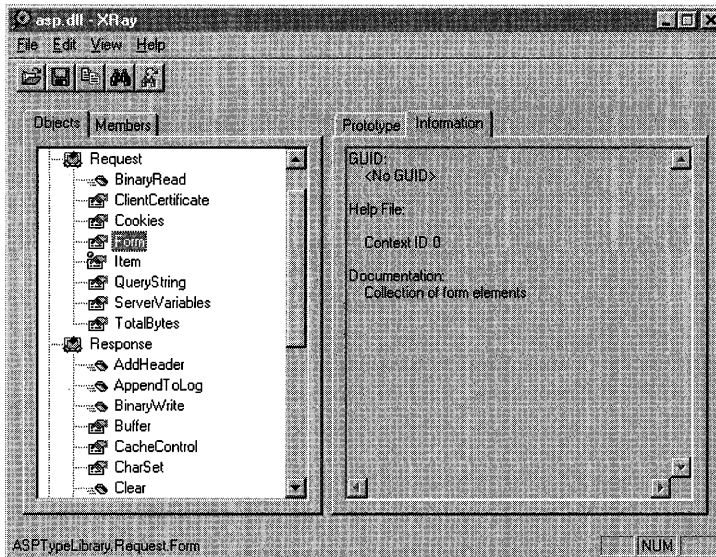 asp.dll - XRay
File Edit View Help
Objects Members
Request
BinaryRead
ClientCertificate
Cookies
Form
Item
QueryString
ServerVariables
TotalBytes
Response
AddHeader
AppendToLog
BinaryWrite
Buffer
CacheControl
CharSet
Clear
Prototype Information
GUID:
<No GUID>
Help File:
Context ID 0
Documentation:
Collection of form elements
ASPTypeLibrary.Request.Form
NUM